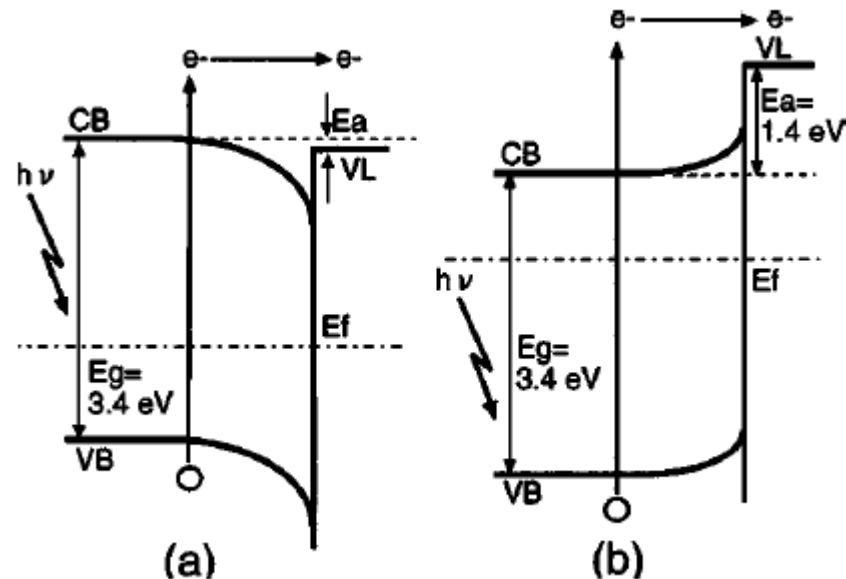 e- e-
CB
Ea
VL
hν
Ef
Eg=
3.4 eV
VB
(a)
e- e-
VL
Ea=
1.4 eV
CB
hν
Ef
Eg=
3.4 eV
VB
(b)